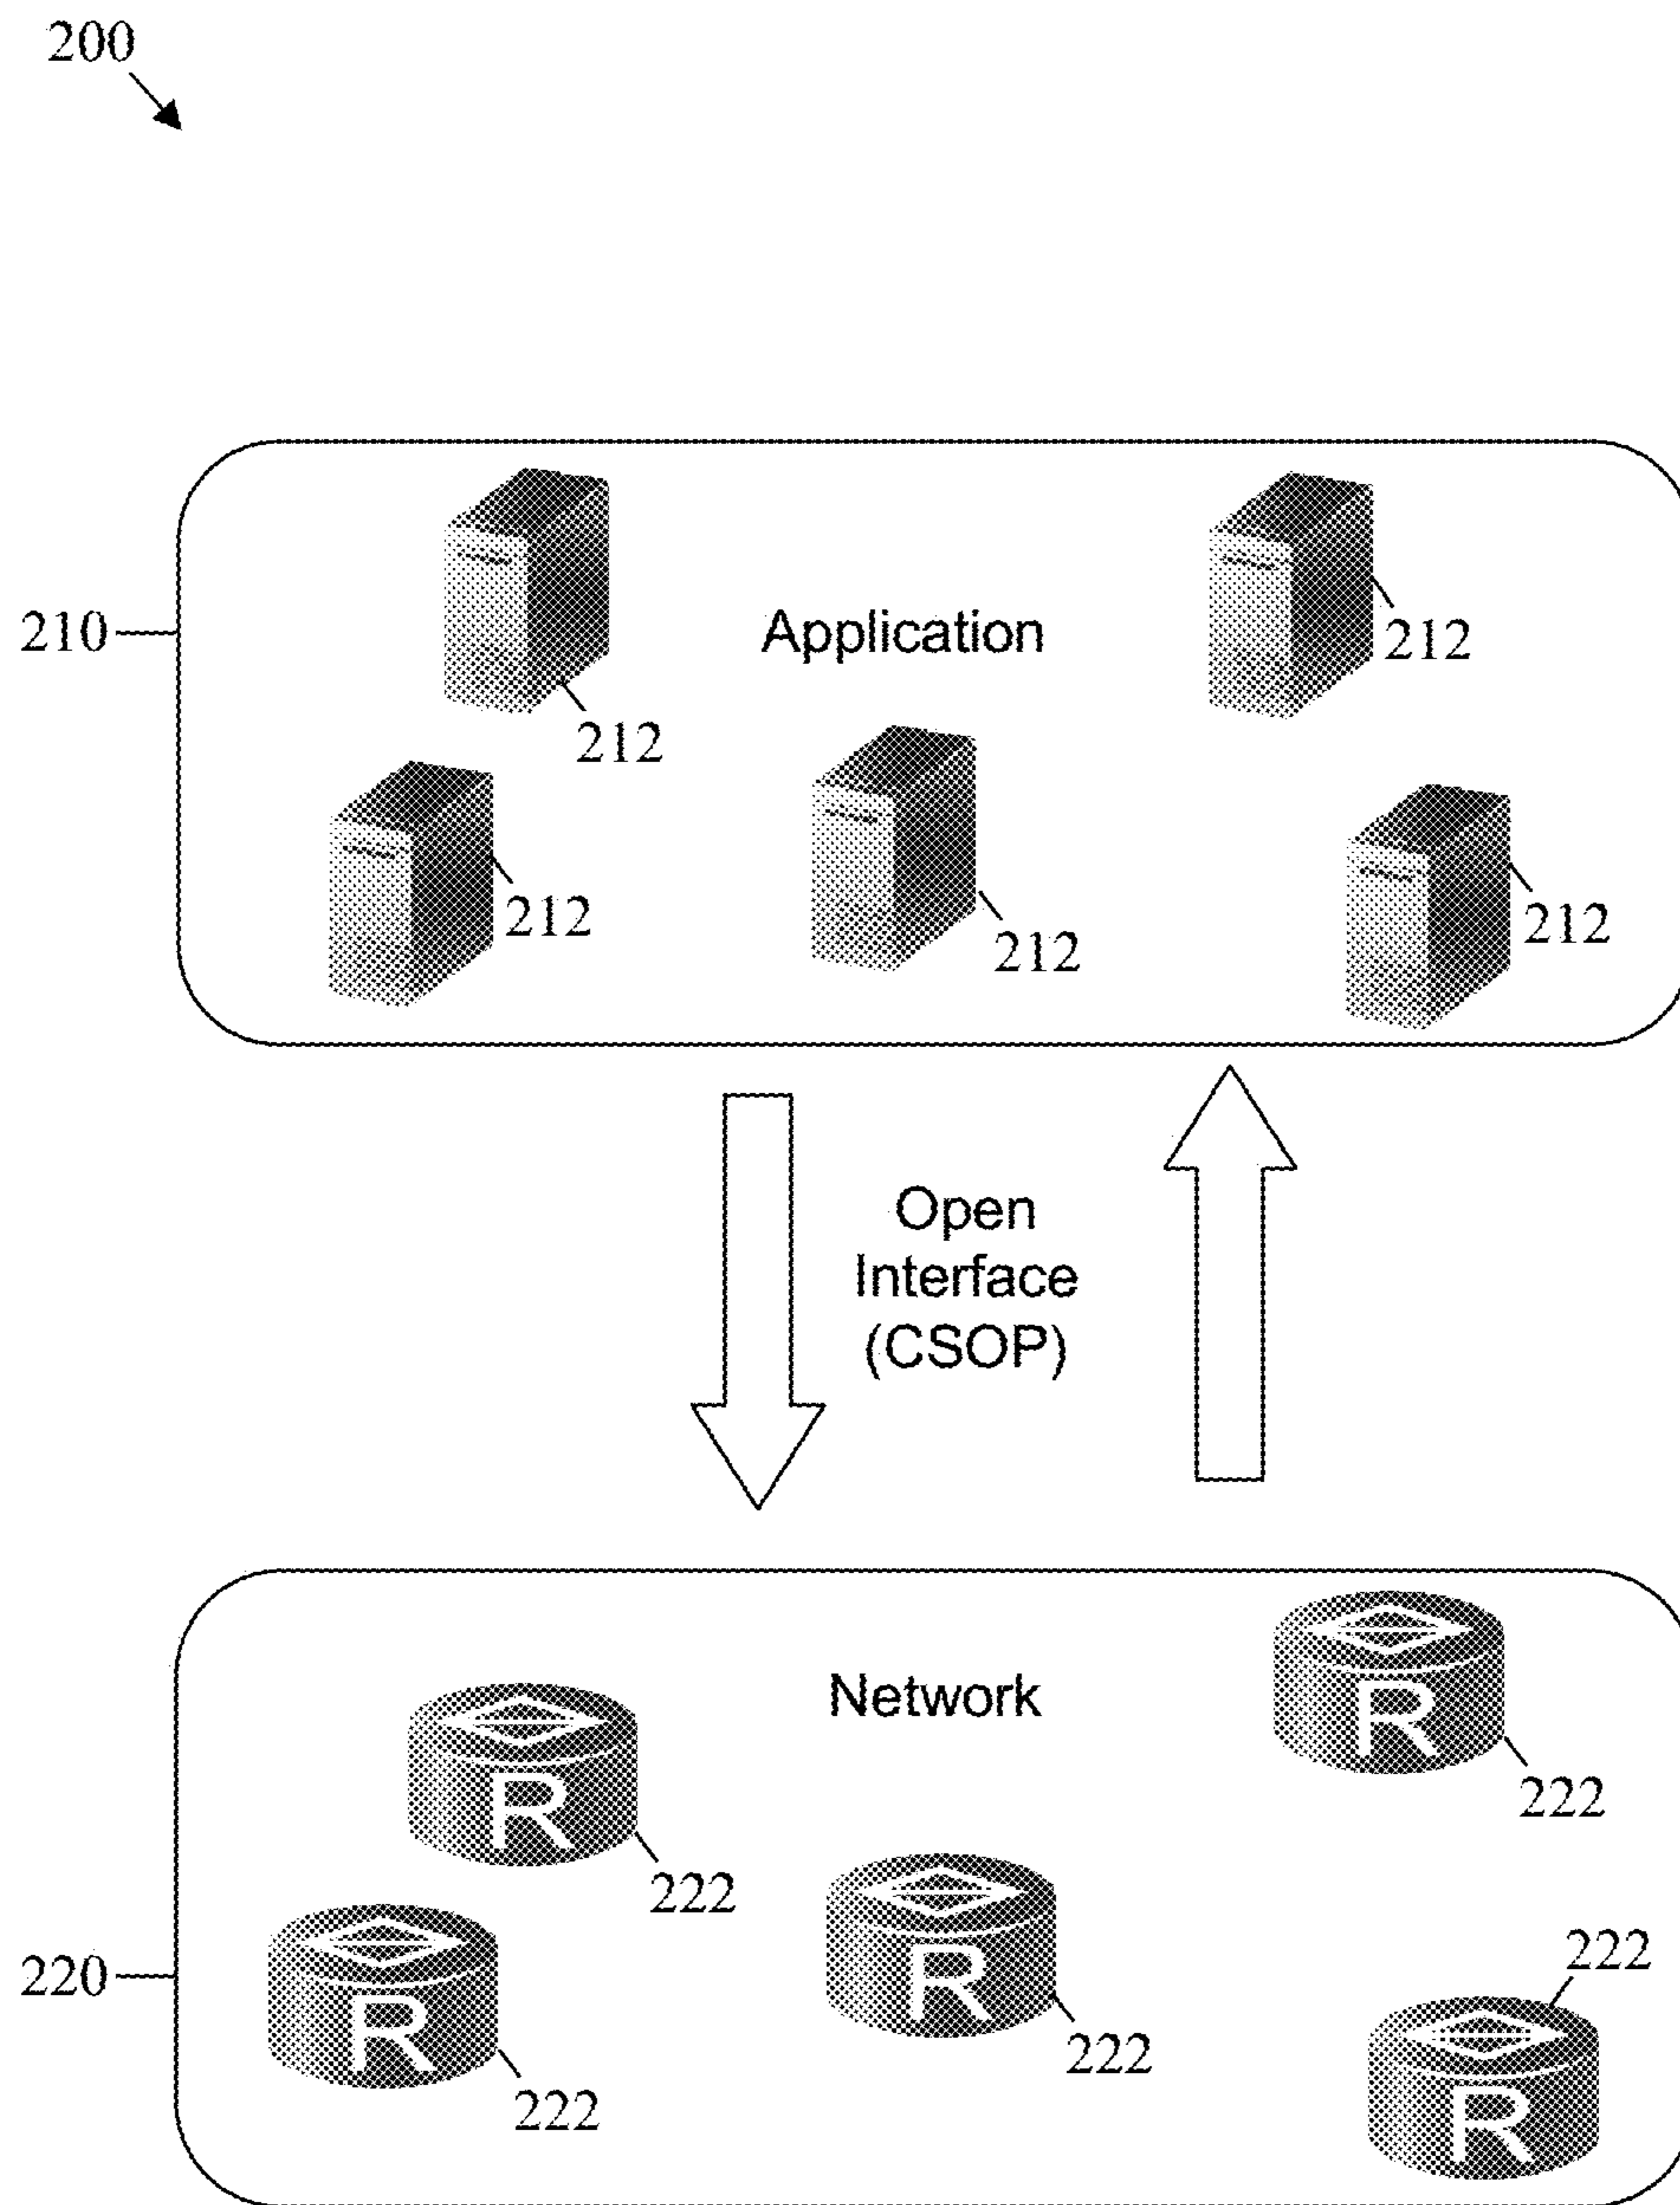 200
210
Application
212
212
212
212
212
Open
Interface
(CSOP)
Network
R
222
R
222
R
222
220
R
222
222
R